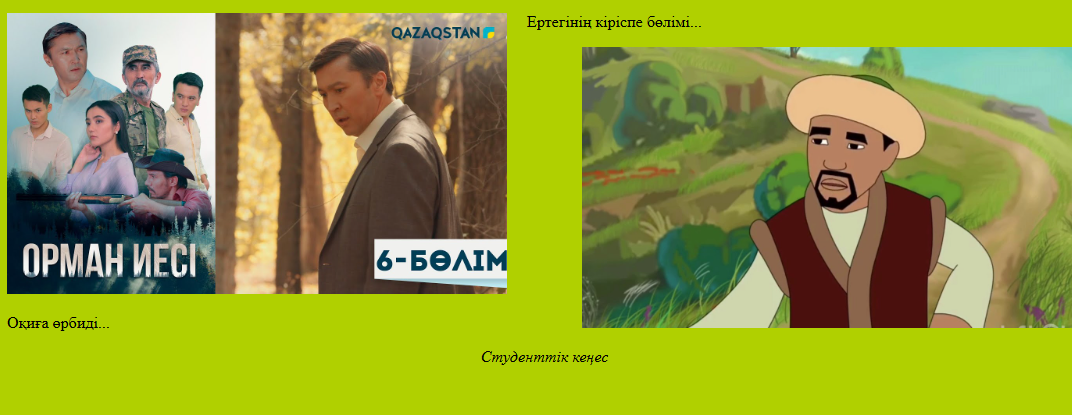 QAZAQSTAN
ОРМАН ИЕСІ
6-БӨЛІМ
Ертегінің кіріспе бөлімі...
Оқиға өрбиді...
Студенттік кеңес